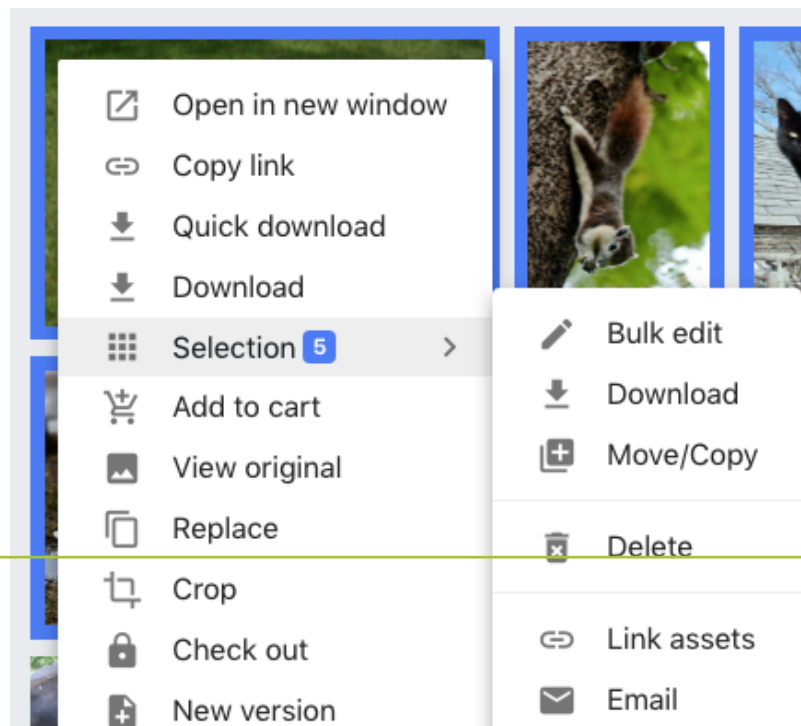 Open in new window
Copy link
Quick download
Download
Selection 5
Add to cart
View original
Replace
Crop
Check out
New version
Bulk edit
Download
Move/Copy
Delete
Link assets
Email